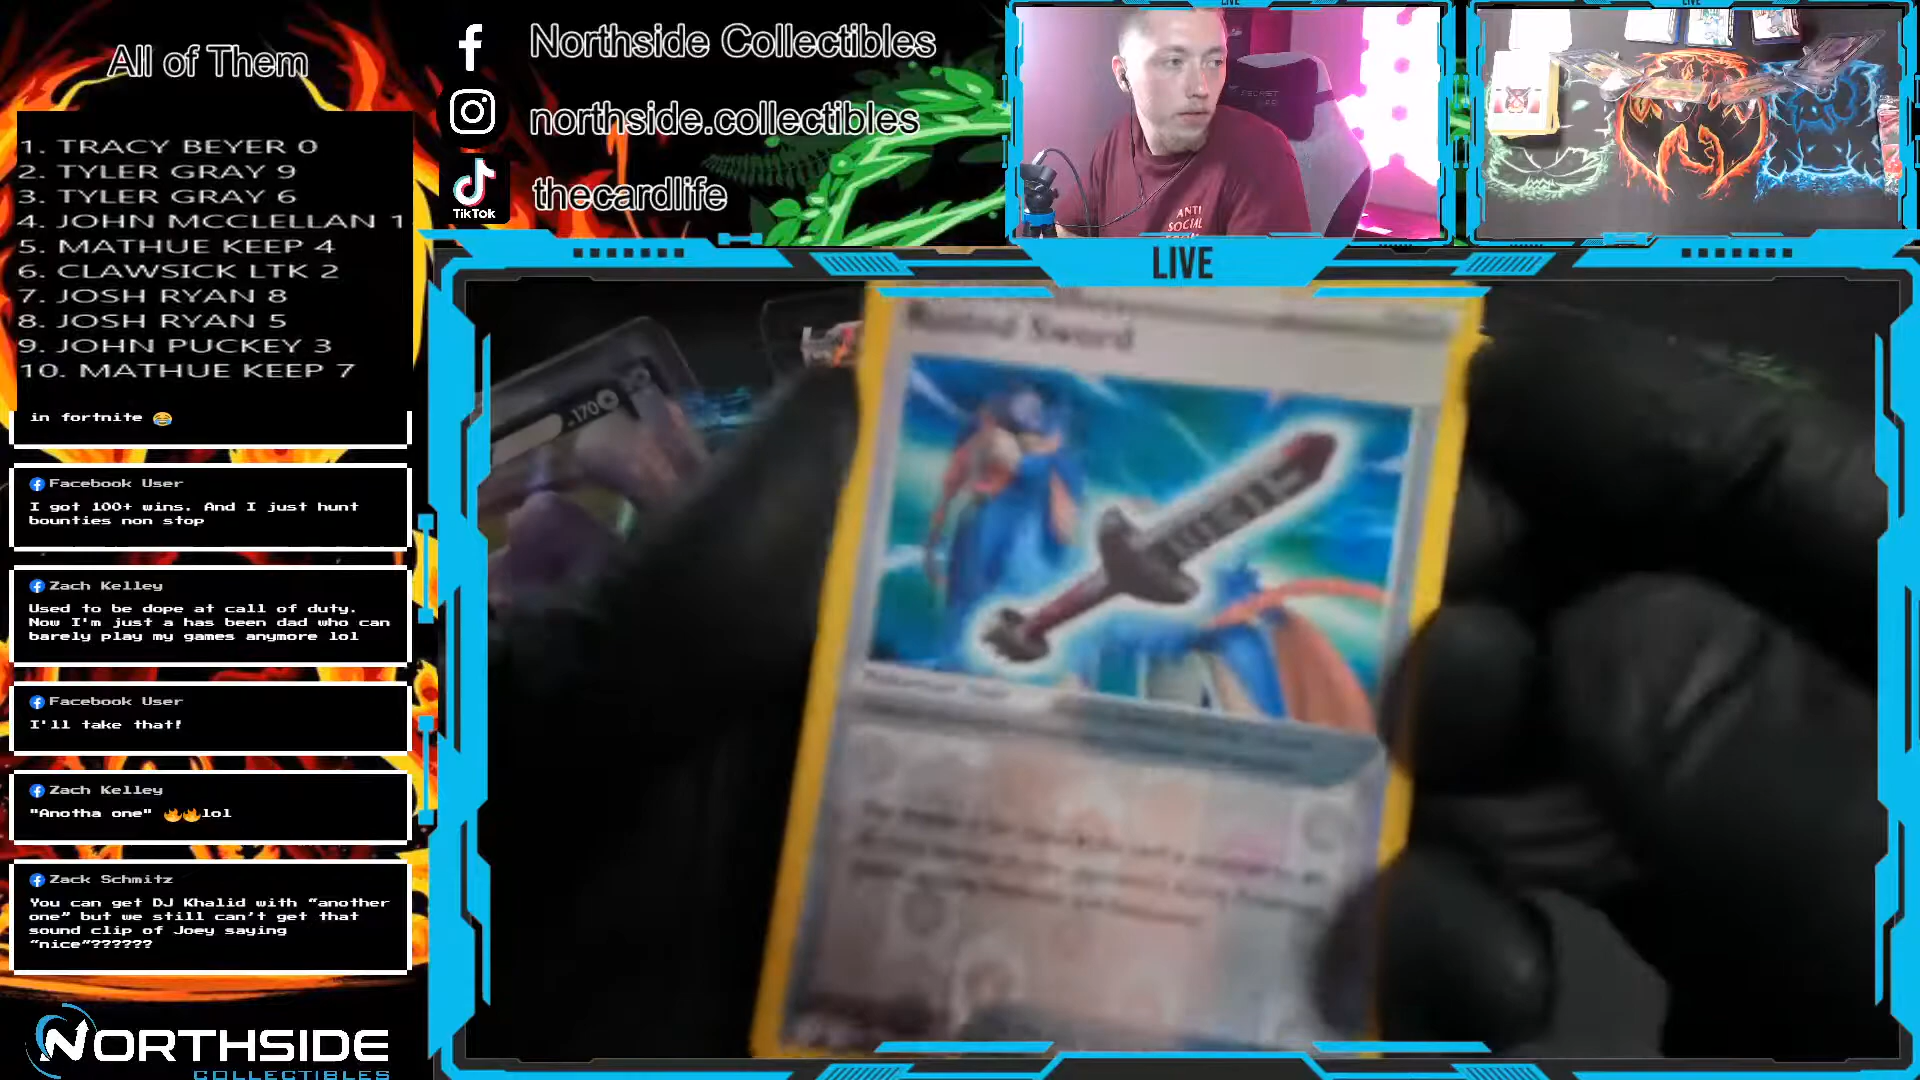 All of Them
1. TRACY BEYER 0
2. TYLER GRAY 9
3. TYLER GRAY 6
4. JOHN MCCLELLAN 1
5. MATHUE KEEP 4
6. CLAWSICK LTK 2
7. JOSH RYAN 8
8. JOSH RYAN 5
9. JOHN PUCKEY 3
10. MATHUE KEEP 7
in fortnite 😂
Facebook User
I got 100+ wins. And I just hunt
bounties non stop
Zach Kelley
Used to be dope at call of duty.
Now I'm just a has been dad who can
barely play my games anymore lol
Facebook User
I'll take that!
Zach Kelley
"Anotha one" 🔥🔥lol
Zack Schmitz
You can get DJ Khalid with “another
one” but we still can't get that
sound clip of Joey saying
“nice”??????
NORTHSIDE
COLLECTIBLES
Northside Collectibles
northside.collectibles
TikTok
thecardlife
ANTI
SOCIAL
LIVE
Sword
170